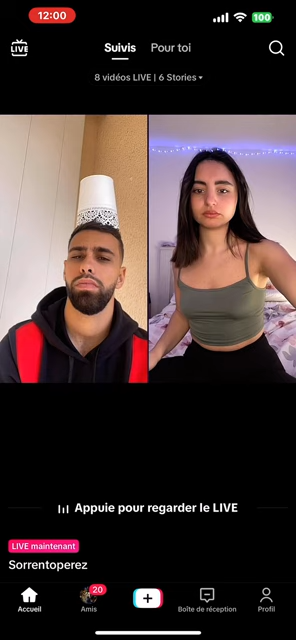 12:00
100
LIVE
Suivis Pour toi
8 vidéos LIVE | 6 Stories
Appuie pour regarder le LIVE
LIVE maintenant
Sorrentoperez
20
Accueil Amis Boîte de réception Profil